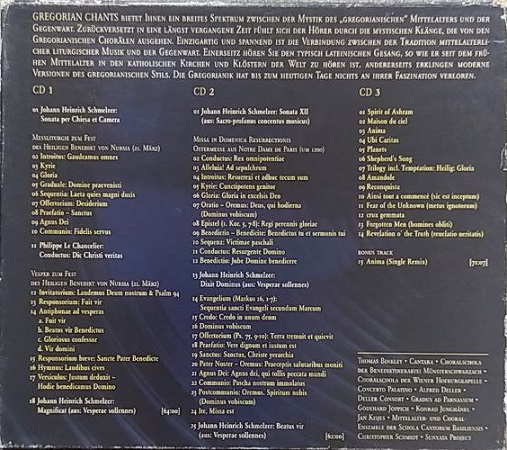 GREGORIAN CHANTS BIETET IHNEN EIN BREITES SPEKTRUM ZWISCHEN DER MYSTIK DES „GREGORIANISCHEN" MITTELALTERS UND DER
GEGENWART. ZURÜCKVERSETZT IN EINE LÄNGST VERGANGENE ZEIT FÜHLT SICH DER HÖRER DURCH DIE MYSTISCHEN KLÄNGE, DIE VON
DEN GREGORIANISCHEN CHORÄLEN AUSGEHEN. EINZIGARTIG UND SPANNEND IST DIE VERBINDUNG ZWISCHEN DER TRADITION MITTELALTERLI-
CHER LITURGISCHER MUSIK UND DER GEGENWART. EINERSEITS HÖREN SIE DEN TYPISCH LATEINISCHEN GESANG, SO WIE ER SEIT DEM FRÜ-
HEN MITTELALTER IN DEN KATHOLISCHEN KIRCHEN UND KLÖSTERN DER WELT ZU HÖREN IST, ANDERERSEITS ERKLINGEN MODERNE
VERSIONEN DES GREGORIANISCHEN STILS. DIE GREGORIANIK HAT BIS ZUM HEUTIGEN TAGE NICHTS AN IHRER FASZINATION VERLOREN.
CD 1
01 Johann Heinrich Schmelzer:
Sonata per Chiesa et Camera
MESSLITURGIE ZUM FEST
DES HEILIGEN BENEDIKT VON NURSIA (21. MÄRZ)
02 Introitus: Gaudeamus omnes
03 Kyrie
04 Gloria
05 Graduale: Domine praevenisti
06 Sequentia: Laeta quies magni ducis
07 Offertorium: Desiderium
08 Praefatio – Sanctus
09 Agnus Dei
10 Communio: Fidelis servus
11 Philippe Le Chancelier:
Conductus: Dic Christi veritas
VESPER ZUM FEST
DES HEILIGEN BENEDIKT VON NURSIA (21. MÄRZ)
12 Invitatorium: Laudemus Deum nostrum & Psalm 94
13 Responsorium: Fuit vir
14 Antiphonae ad vesperas
a. Fuit vir
b. Beatus vir Benedictus
c. Gloriosus confessor
d. Vir domini
15 Responsorium breve: Sancte Pater Benedicte
16 Hymnus: Laudibus cives
17 Versiculus: Justum deduxit –
Hodie benedicamus Domino
18 Johann Heinrich Schmelzer:
Magnificat (aus: Vesperae sollennes) [64:00]
CD 2
01 Johann Heinrich Schmelzer: Sonata XII
(aus: Sacro-profanus concentus musicus)
MISSA IN DOMENICA RESURRECTIONIS
OSTERMESSE AUS NOTRE DAME DE PARIS (UM 1200)
02 Conductus: Rex omnipotentiae
03 Alleluia! Ad sepulchrum
04 Introitus: Resurrexi et adhuc tecum sum
05 Kyrie: Cunctipotens genitor
06 Gloria: Gloria in excelsis Deo
07 Oratio – Oremus: Deus, qui hodierna
(Dominus vobiscum)
08 Epistel (1. Kor. 5, 7-8): Regi perennis gloriae
09 Benedictio – Benedicite: Benedictus tu et sermonis tui
10 Sequenz: Victimae paschali
11 Conductus: Resurgente Domino
12 Benedictio: Jube Domine benedicere
13 Johann Heinrich Schmelzer:
Dixit Dominus (aus: Vesperae sollennes)
14 Evangelium (Markus 16, 1-7):
Sequentia sancti Evangelii secundum Marcum
15 Credo: Credo in unum deum
16 Dominus vobiscum
17 Offertorium (Ps. 75, 9-10): Terra tremuit et quievit
18 Praefatio: Vere dignum et iustum est
19 Sanctus: Sanctus, Christe yerarchia
20 Pater Noster – Oremus: Praeceptis salutaribus moniti
21 Agnus Dei: Agnus dei, qui tollis peccata mundi
22 Communio: Pascha nostrum immolatus
23 Postcommunion: Oremus. Spiritum nobis
(Dominus vobiscum)
24 Ite, Missa est
25 Johann Heinrich Schmelzer: Beatus vir
(aus: Vesperae sollennes) [62:00]
CD 3
01 Spirit of Ashram
02 Maison du ciel
03 Anima
04 Ubi Caritas
05 Planets
06 Shepherd's Song
07 Trilogy incl. Temptation: Heilig: Gloria
08 Amandole
09 Reconquista
10 Ainsi tour a commencé (sic est inceptum)
11 Fear of the Unknown (metus ignotorum)
12 crux gemmata
13 Forgotten Men (homines obliti)
14 Revelation o' the Truth (reuelatio neritatis)
BONUS TRACK
15 Anima (Single Remix) [71:07]
THOMAS BINKLEY • CANTARA • CHORALSCHOLA
DER BENEDIKTINERABTEI MÜNSTERSCHWARZACH •
CHORALSCHOLA DER WIENER HOFBURGKAPELLE •
CONCERTO PALATINO • ALFRED DELLER •
DELLER CONSORT • GRADUS AD PARNASSUM •
GODEHARD JOPPICH • KONRAD JUNGHÄNEL •
JAN KEJES • MITTELALTER- UND CHORAL-
ENSEMBLE DER SCHOLA CANTORUM BASILIENSIS •
CHRISTOPHER SCHMIDT • SUNYATA PROJECT